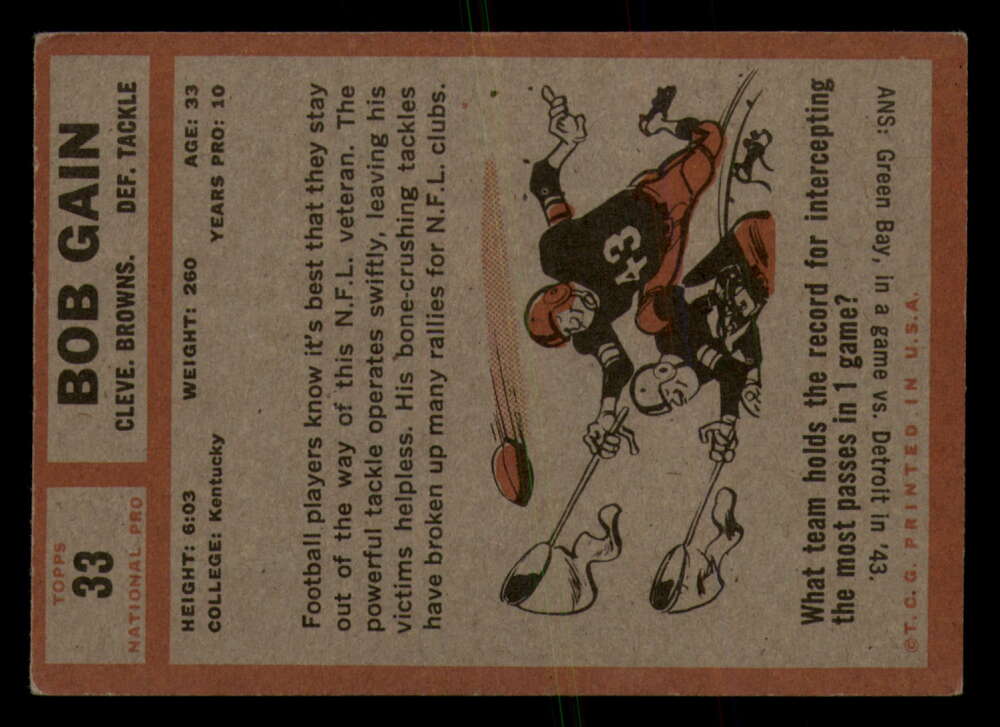 TOPPS
33
NATIONAL PRO
BOB GAIN
CLEVE. BROWNS. DEF. TACKLE
HEIGHT: 6:03 WEIGHT: 260 AGE: 33
COLLEGE: Kentucky YEARS PRO: 10
Football players know it's best that they stay
out of the way of this N.F.L. veteran. The
powerful tackle operates swiftly, leaving his
victims helpless. His bone-crushing tackles
have broken up many rallies for N.F.L. clubs.
43
What team holds the record for intercepting
the most passes in 1 game?
ANS: Green Bay, in a game vs. Detroit in '43.
©T.C.G. PRINTED IN U.S.A.